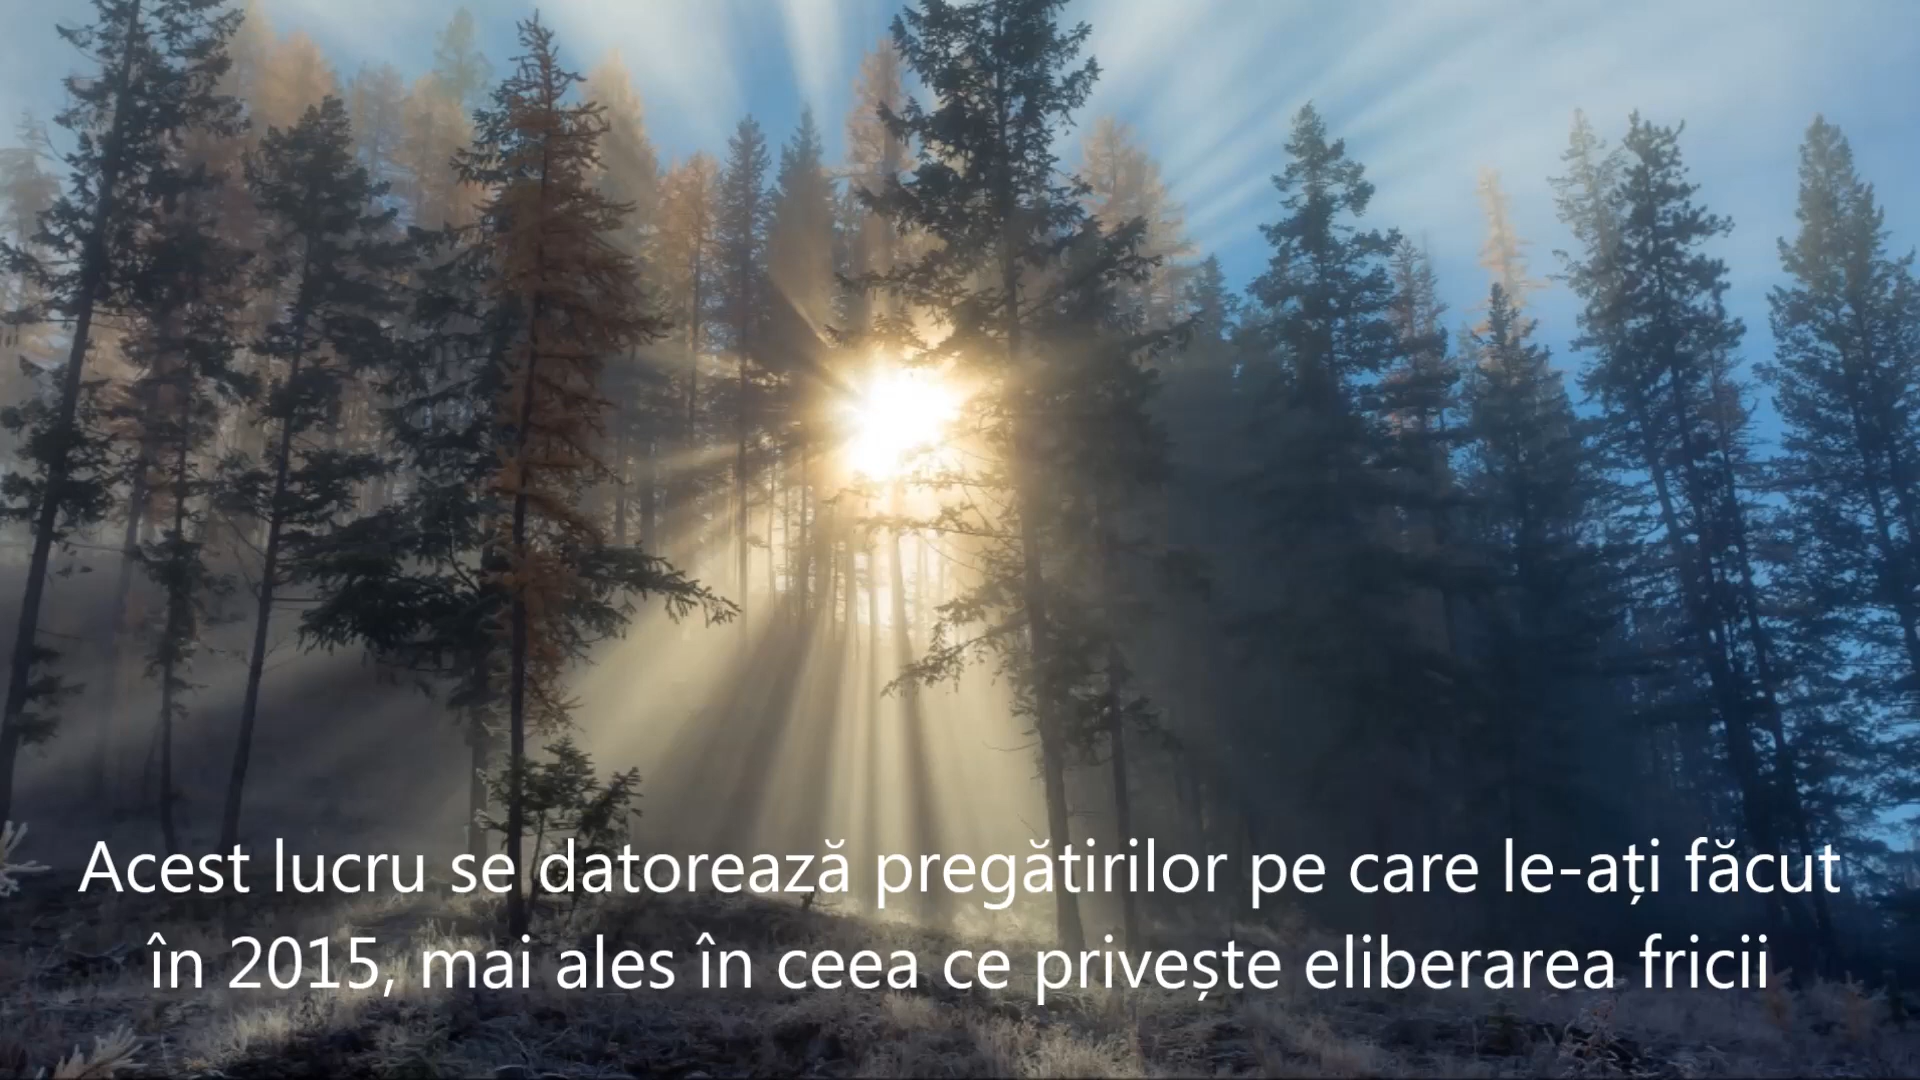 Acest lucru se datorează pregătirilor pe care le-ați făcut
în 2015, mai ales în ceea ce privește eliberarea fricii